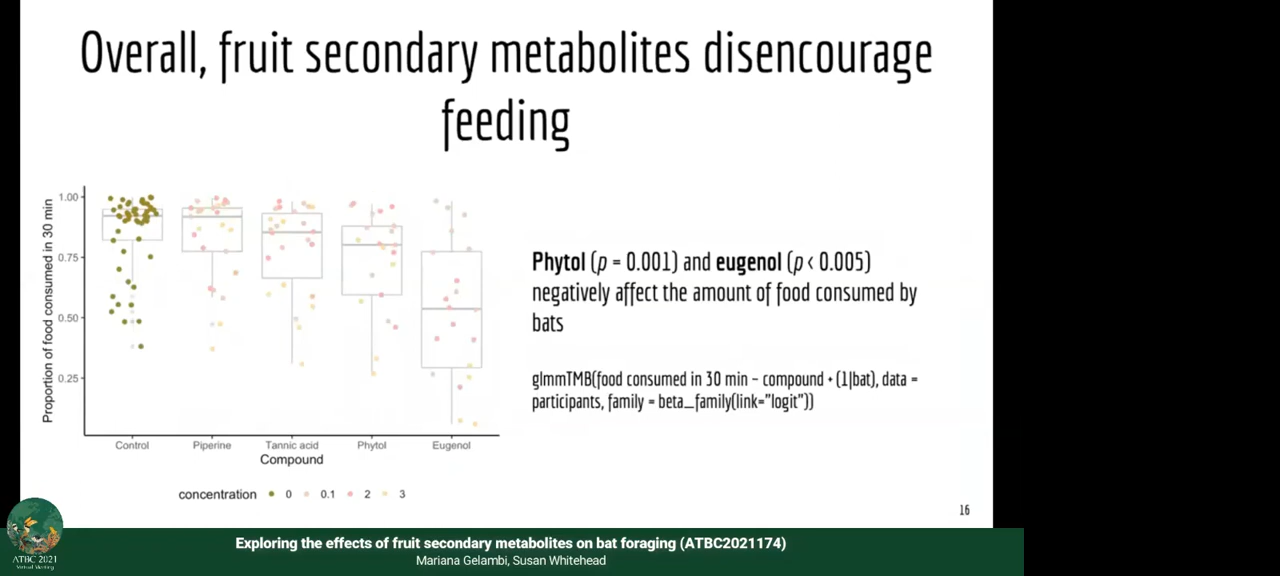 Overall, fruit secondary metabolites disencourage
feeding
Proportion of food consumed in 30 min
1.00
0.75
0.50
0.25
Control
Piperine
Tannic acid
Phytol
Eugenol
Compound
concentration 0 0.1 2 3
Phytol (p = 0.001) and eugenol (p < 0.005)
negatively affect the amount of food consumed by
bats
glmmTMB(food consumed in 30 min ~ compound + (1|bat), data =
participants, family = beta_family(link="logit"))
16
ATBC 2021
Virtual Meeting
Exploring the effects of fruit secondary metabolites on bat foraging (ATBC2021174)
Mariana Gelambi, Susan Whitehead